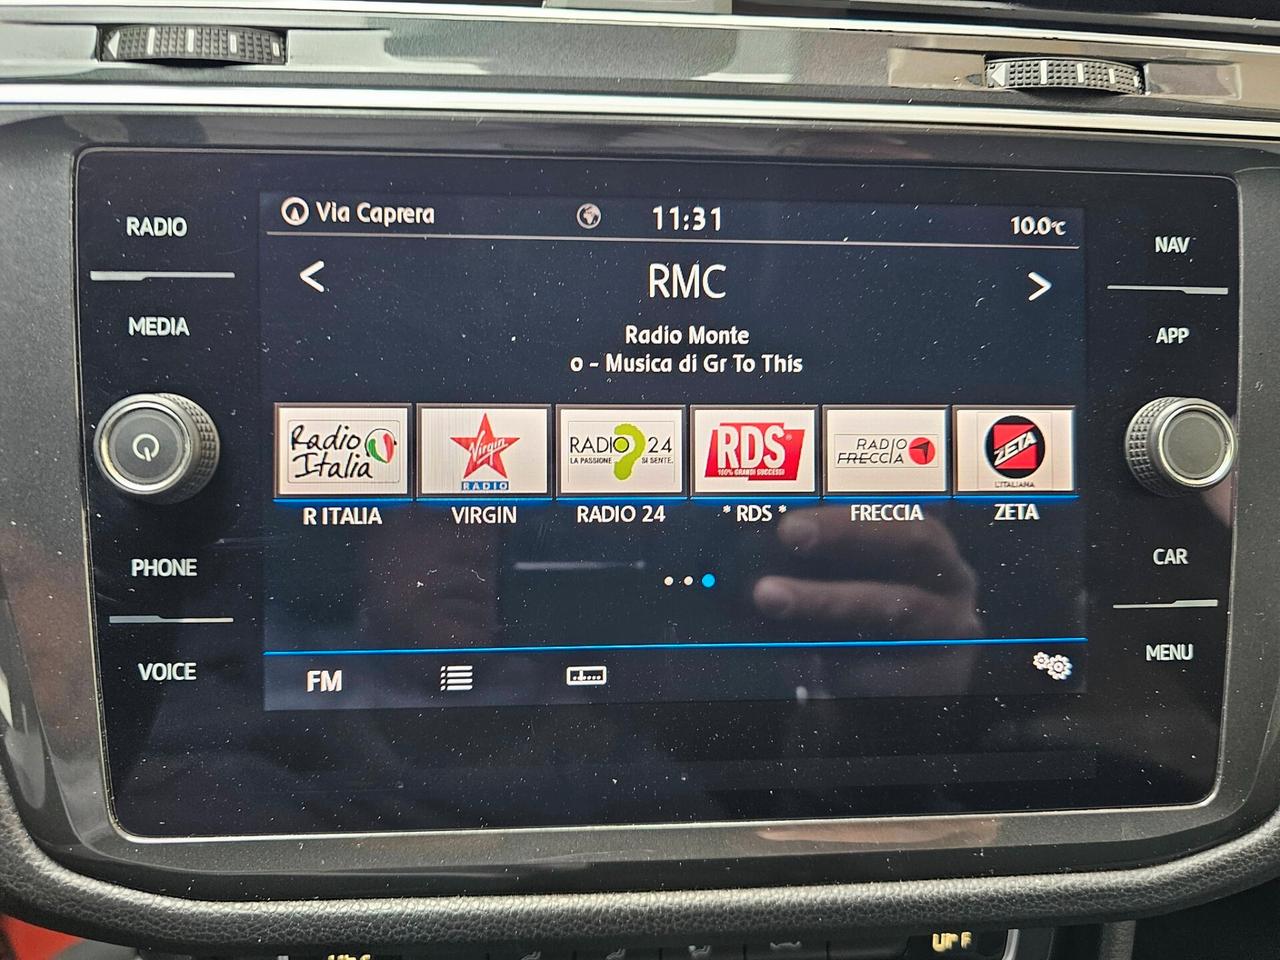 RADIO
MEDIA
PHONE
VOICE
Via Caprera
11:31
10.0°C
RMC
Radio Monte
o - Musica di Gr To This
Radio Italia
Virgin RADIO
RADIO 24 LA PASSIONE SI SENTE.
RDS 100% GRANDI SUCCESSI
RADIO FRECCIA
ZETA L'ITALIANA
R ITALIA
VIRGIN
RADIO 24
* RDS *
FRECCIA
ZETA
FM
NAV
APP
CAR
MENU